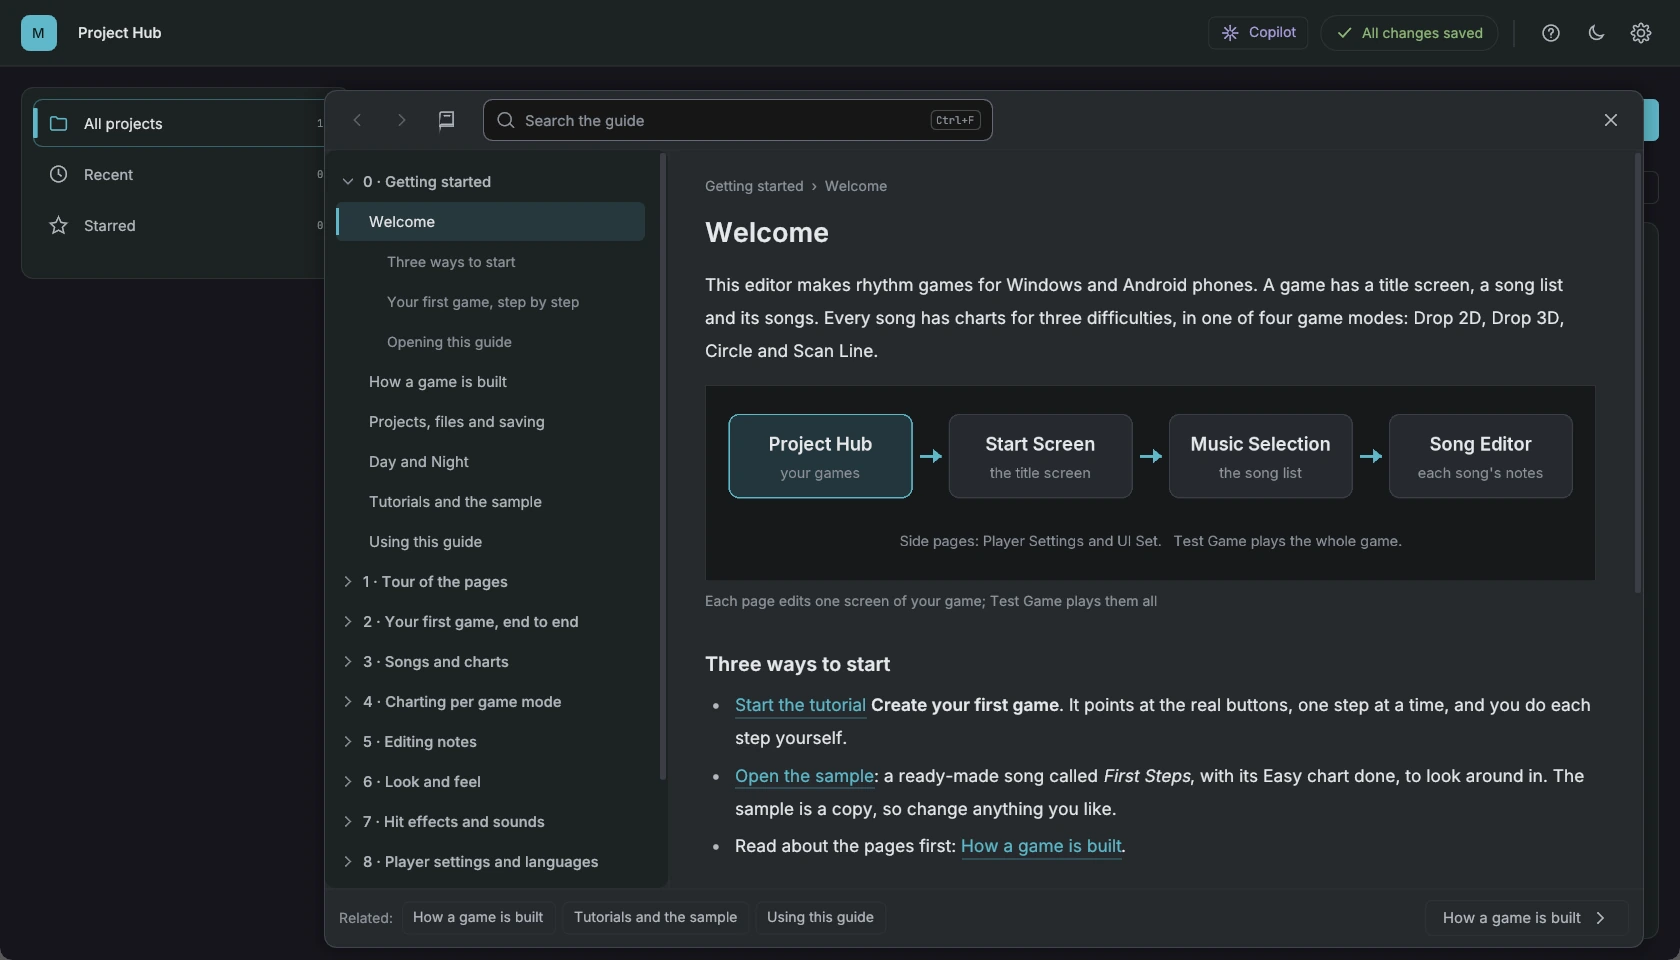 M
Project Hub
Copilot
All changes saved
All projects
1
Recent
0
Starred
0
Search the guide
Ctrl+F
0 · Getting started
Welcome
Three ways to start
Your first game, step by step
Opening this guide
How a game is built
Projects, files and saving
Day and Night
Tutorials and the sample
Using this guide
1 · Tour of the pages
2 · Your first game, end to end
3 · Songs and charts
4 · Charting per game mode
5 · Editing notes
6 · Look and feel
7 · Hit effects and sounds
8 · Player settings and languages
Getting started › Welcome
Welcome
This editor makes rhythm games for Windows and Android phones. A game has a title screen, a song list
and its songs. Every song has charts for three difficulties, in one of four game modes: Drop 2D, Drop 3D,
Circle and Scan Line.
Project Hub
your games
Start Screen
the title screen
Music Selection
the song list
Song Editor
each song's notes
Side pages: Player Settings and UI Set. Test Game plays the whole game.
Each page edits one screen of your game; Test Game plays them all
Three ways to start
• Start the tutorial Create your first game. It points at the real buttons, one step at a time, and you do each
step yourself.
• Open the sample: a ready-made song called First Steps, with its Easy chart done, to look around in. The
sample is a copy, so change anything you like.
• Read about the pages first: How a game is built.
Related:
How a game is built
Tutorials and the sample
Using this guide
How a game is built